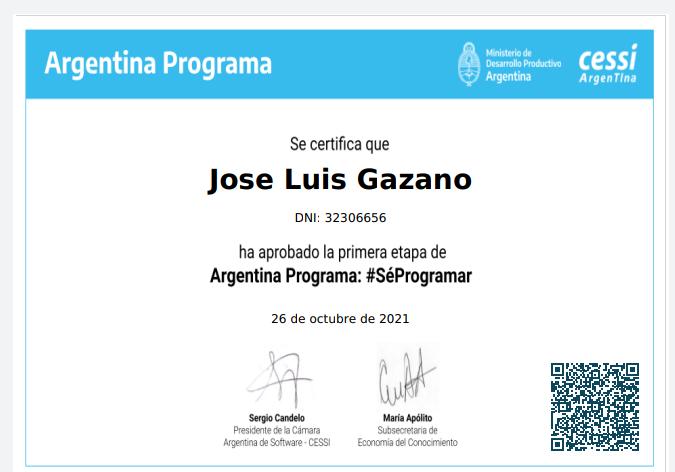 Argentina Programa
Ministerio de
Desarrollo Productivo
Argentina
cessi
ArgenTIna
Se certifica que
Jose Luis Gazano
DNI: 32306656
ha aprobado la primera etapa de
Argentina Programa: #SéProgramar
26 de octubre de 2021
Sergio Candelo
Presidente de la Cámara
Argentina de Software - CESSI
María Apólito
Subsecretaria de
Economía del Conocimiento